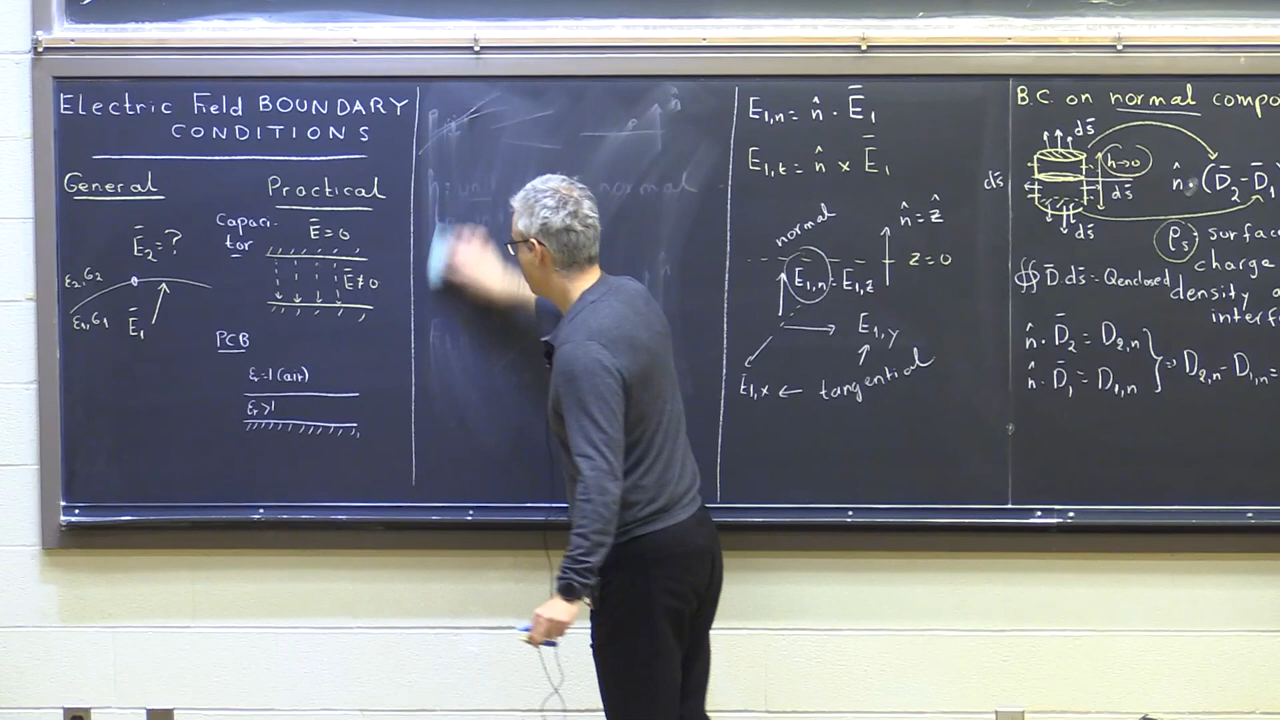 Electric Field BOUNDARY
CONDITIONS
General
Ē₂=?
ε₂,σ₂
ε₁,σ₁
Ē₁
Practical
Capaci-
tor
Ē=0
Ē≠0
PCB
εᵣ=1 (air)
εᵣ>1
n̂
normal
E₁,n = n̂ · Ē₁
E₁,t = n̂ × Ē₁
normal
n̂=ẑ
z=0
E₁,n = E₁,z
E₁,y
E₁,x ← tangential
B.C. on normal compo
ds̄
h→0
ds̄
ds̄
ds̄
n̂·(D̄₂-D̄₁
ρs surface
charge
density
interf
∯ D̄.ds̄ = Qenclosed
n̂·D̄₂ = D₂,n
n̂·D̄₁ = D₁,n
} ⇒ D₂,n - D₁,n =